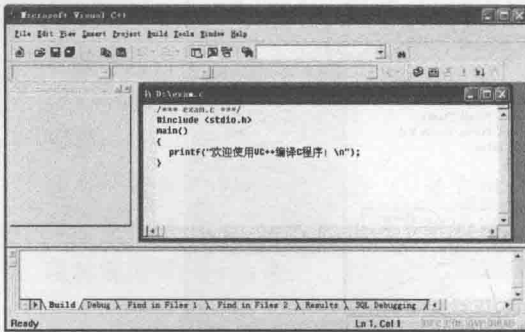 Microsoft Visual C++
File Edit View Insert Project Build Tools Window Help
D:\exam.c
/*** exam.c ***/
#include <stdio.h>
main()
{
printf("欢迎使用VC++编译C程序! \n");
}
Build Debug Find in Files 1 Find in Files 2 Results SQL Debugging
Ready
Ln 1, Col 1